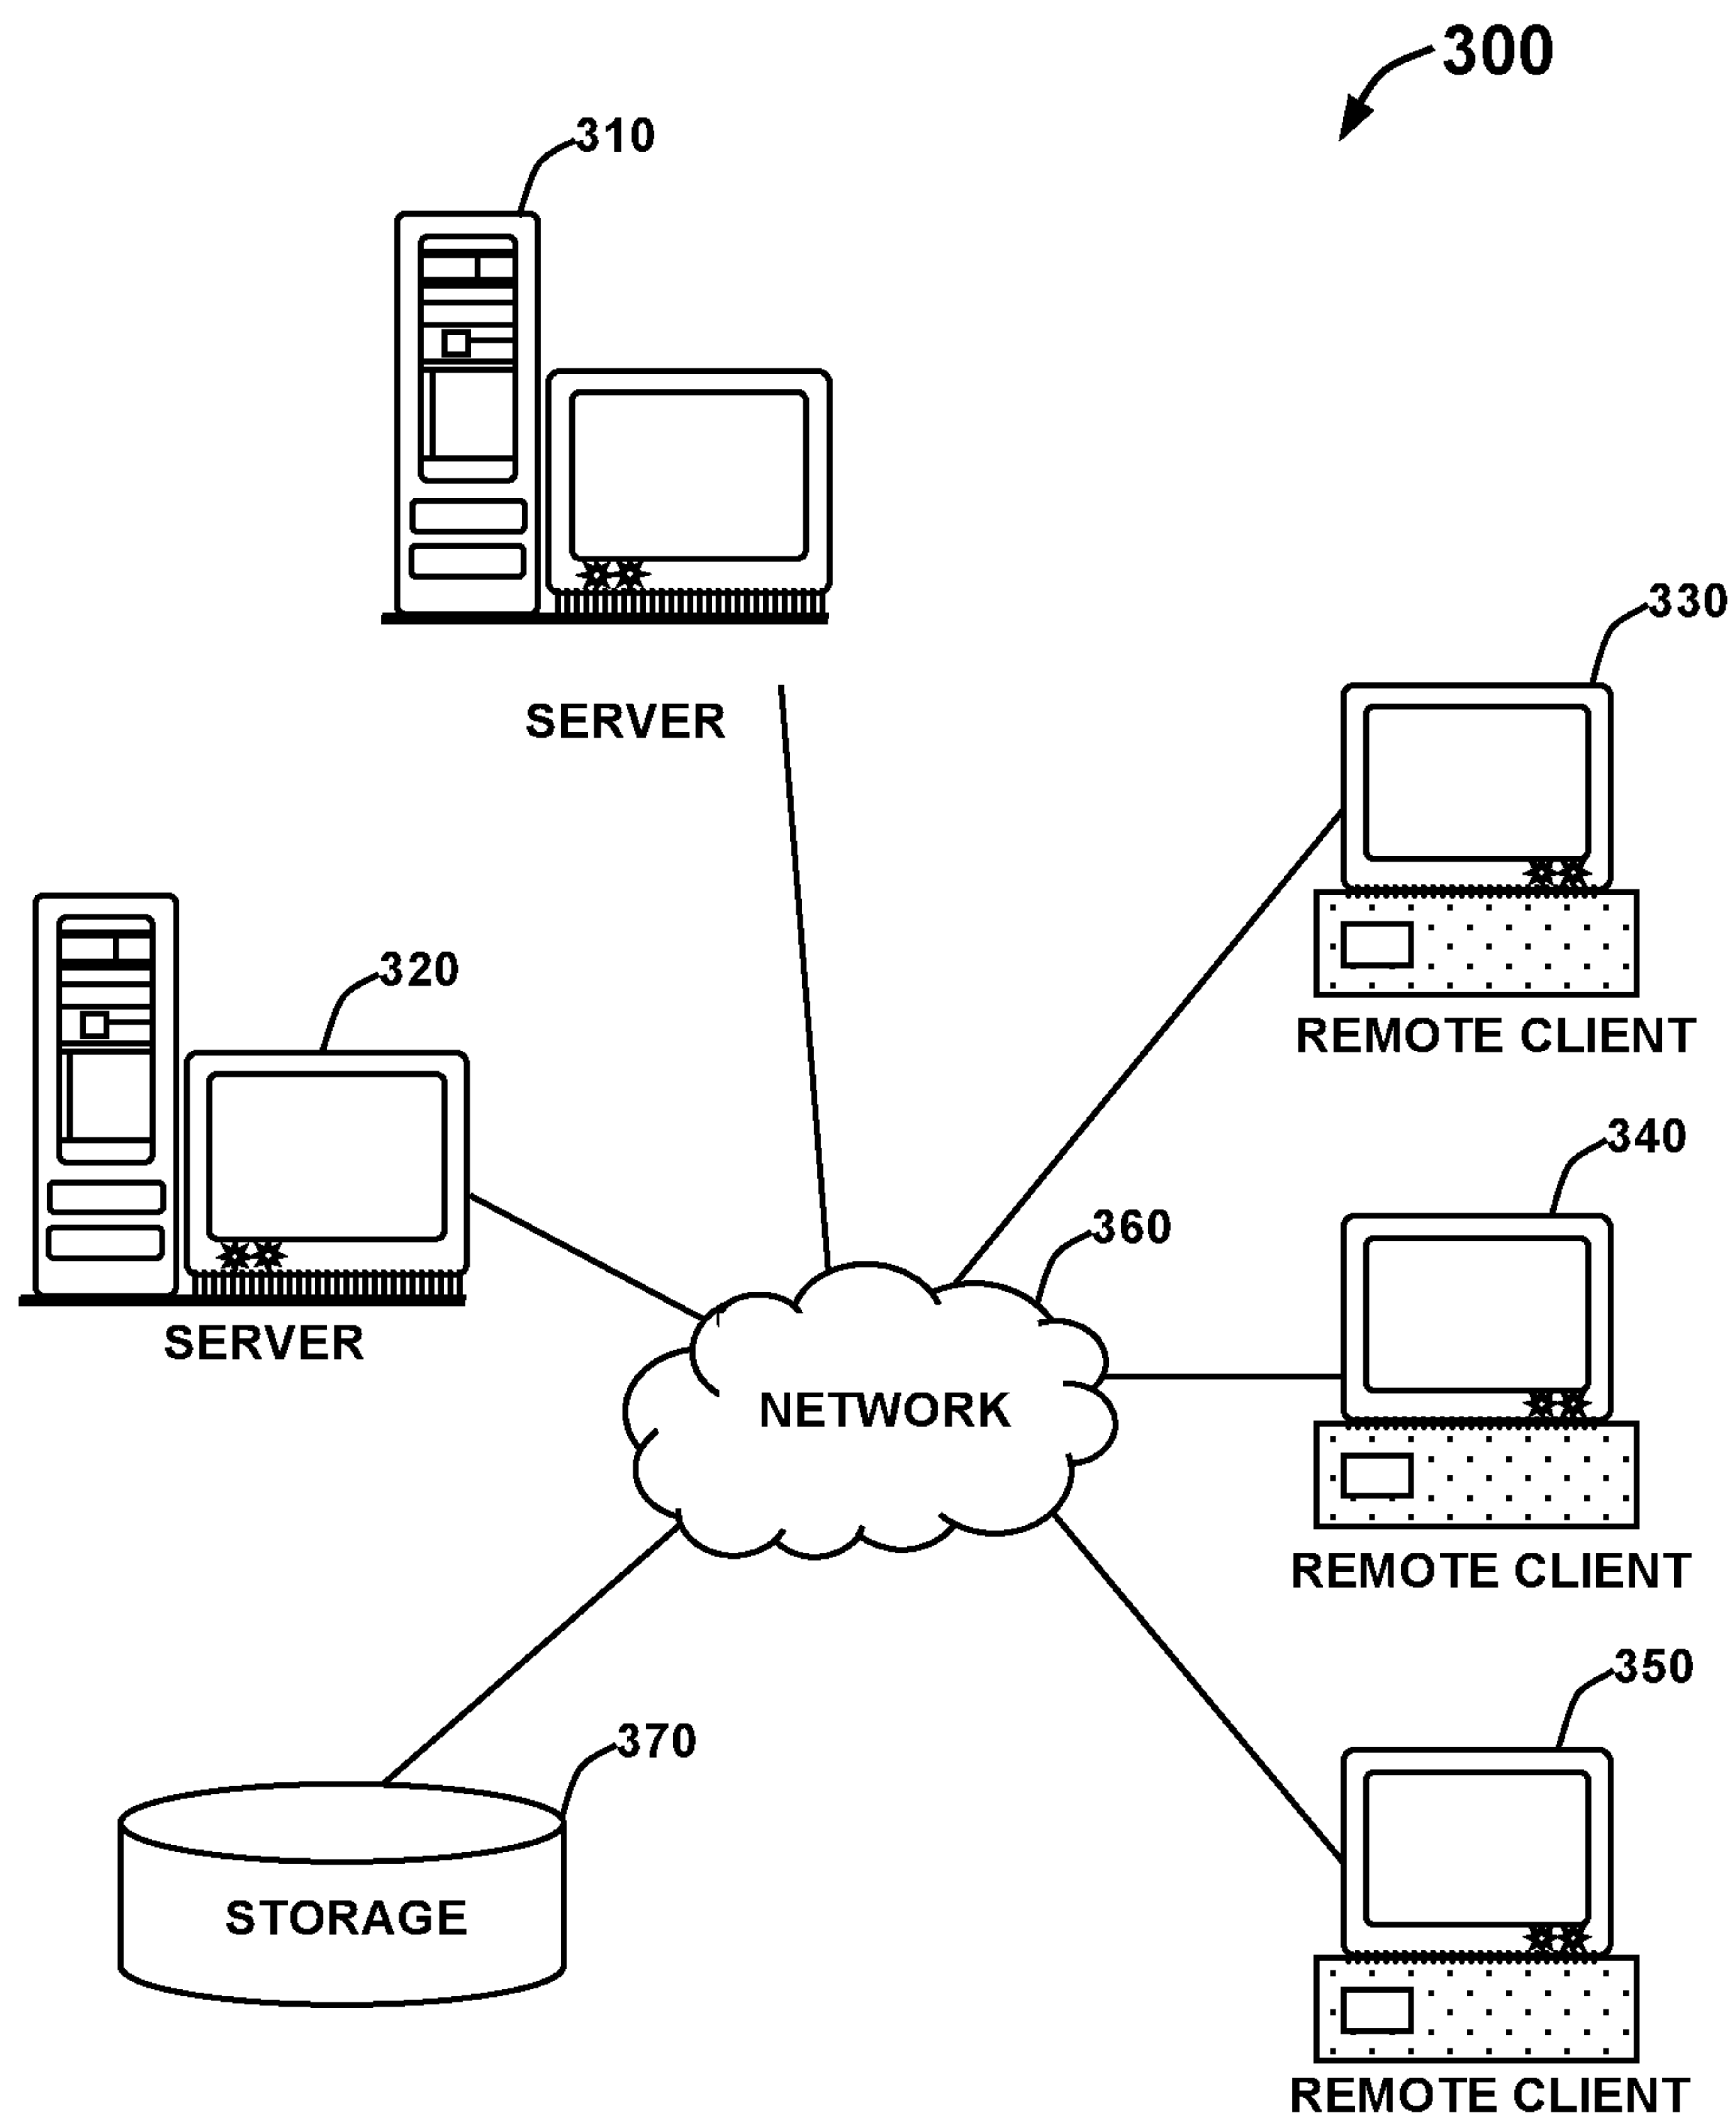 300
310
SERVER
330
REMOTE CLIENT
320
SERVER
340
REMOTE CLIENT
360
NETWORK
350
REMOTE CLIENT
370
STORAGE